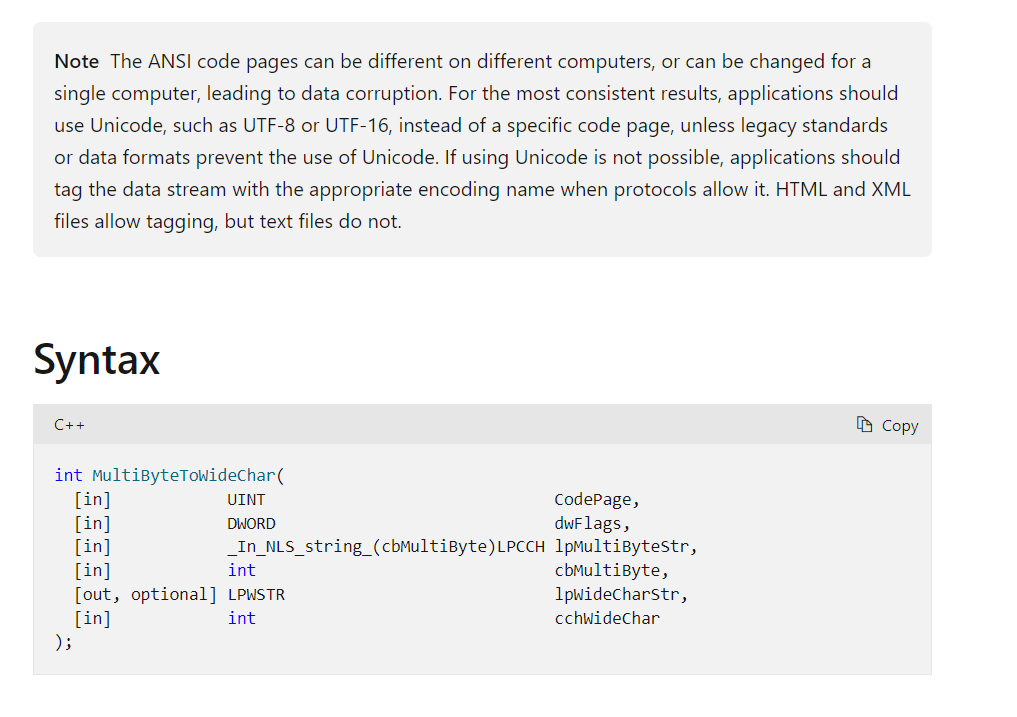 Note  The ANSI code pages can be different on different computers, or can be changed for a
single computer, leading to data corruption. For the most consistent results, applications should
use Unicode, such as UTF-8 or UTF-16, instead of a specific code page, unless legacy standards
or data formats prevent the use of Unicode. If using Unicode is not possible, applications should
tag the data stream with the appropriate encoding name when protocols allow it. HTML and XML
files allow tagging, but text files do not.
Syntax
C++ Copy
int MultiByteToWideChar(
  [in]            UINT                              CodePage,
  [in]            DWORD                             dwFlags,
  [in]            _In_NLS_string_(cbMultiByte)LPCCH lpMultiByteStr,
  [in]            int                               cbMultiByte,
  [out, optional] LPWSTR                            lpWideCharStr,
  [in]            int                               cchWideChar
);